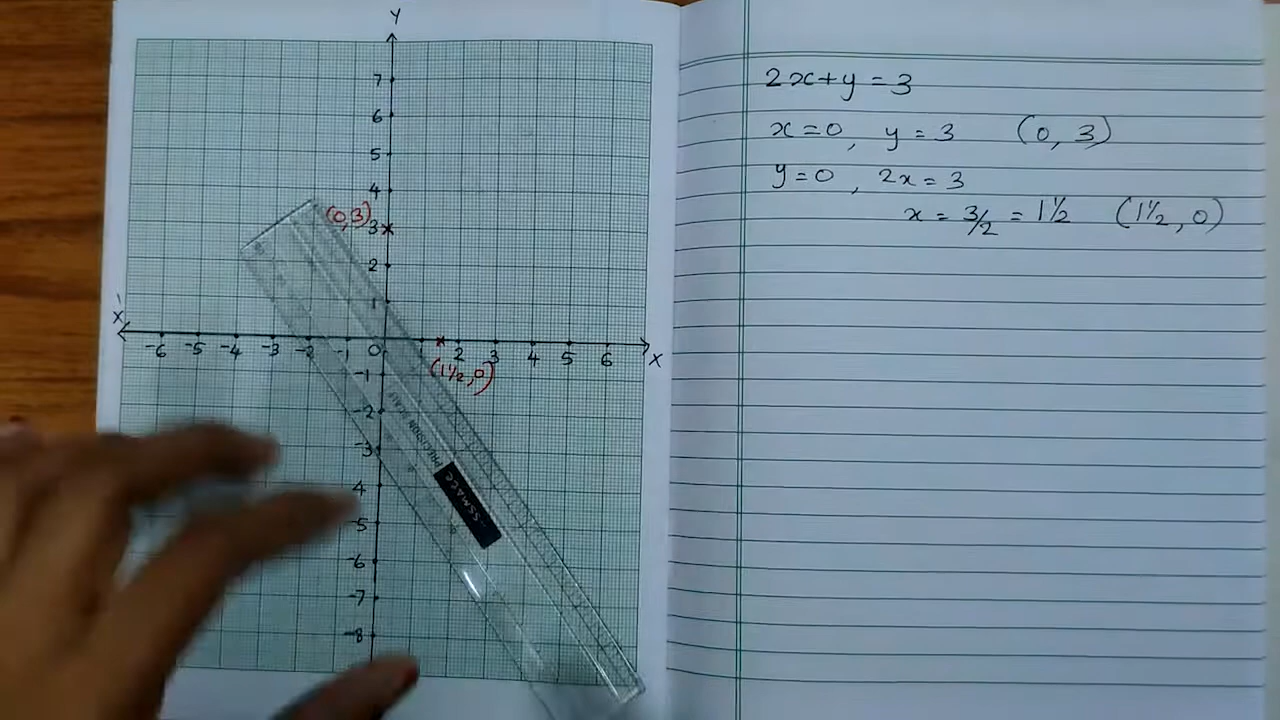 Y
7
6
5
4
(0,3) 3
2
1
X'
-6 -5 -4 -3 -2 -1 0 2 3 4 5 6 X
(1½, 0)
-1
-2
-3
4
-5
-6
-7
-8
2x+y=3
x=0, y=3 (0, 3)
y=0, 2x=3
x = 3/2 = 1½ (1½, 0)